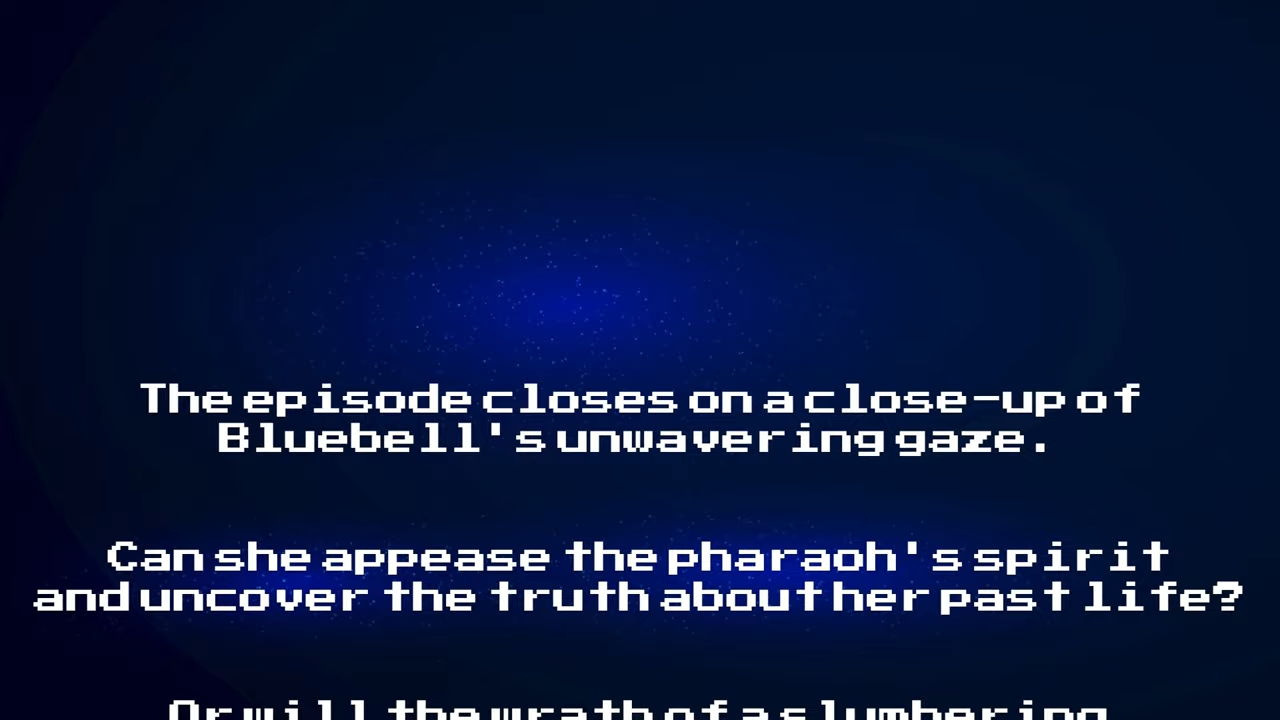 The episode closes on a close-up of
Bluebell's unwavering gaze.
Can she appease the pharaoh's spirit
and uncover the truth about her past life?
Or will the wrath of a slumbering